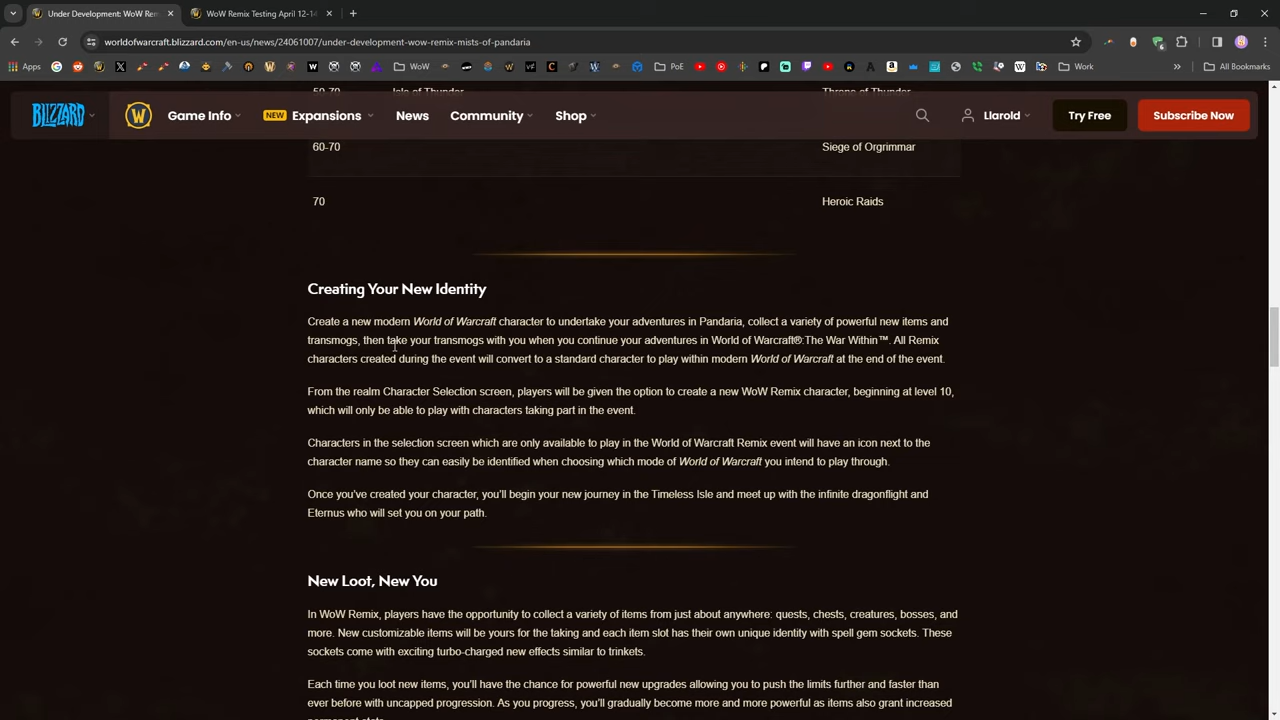 Under Development: WoW Rem
WoW Remix Testing April 12-14
worldofwarcraft.blizzard.com/en-us/news/24061007/under-development-wow-remix-mists-of-pandaria
Apps
WoW
PoE
Work
All Bookmarks
50-70 Isle of Thunder Throne of Thunder
BLIZZARD
Game Info
NEW Expansions
News
Community
Shop
Llarold
Try Free
Subscribe Now
60-70 Siege of Orgrimmar
70 Heroic Raids
Creating Your New Identity
Create a new modern World of Warcraft character to undertake your adventures in Pandaria, collect a variety of powerful new items and
transmogs, then take your transmogs with you when you continue your adventures in World of Warcraft®:The War Within™. All Remix
characters created during the event will convert to a standard character to play within modern World of Warcraft at the end of the event.
From the realm Character Selection screen, players will be given the option to create a new WoW Remix character, beginning at level 10,
which will only be able to play with characters taking part in the event.
Characters in the selection screen which are only available to play in the World of Warcraft Remix event will have an icon next to the
character name so they can easily be identified when choosing which mode of World of Warcraft you intend to play through.
Once you’ve created your character, you’ll begin your new journey in the Timeless Isle and meet up with the infinite dragonflight and
Eternus who will set you on your path.
New Loot, New You
In WoW Remix, players have the opportunity to collect a variety of items from just about anywhere: quests, chests, creatures, bosses, and
more. New customizable items will be yours for the taking and each item slot has their own unique identity with spell gem sockets. These
sockets come with exciting turbo-charged new effects similar to trinkets.
Each time you loot new items, you’ll have the chance for powerful new upgrades allowing you to push the limits further and faster than
ever before with uncapped progression. As you progress, you’ll gradually become more and more powerful as items also grant increased
permanent stats